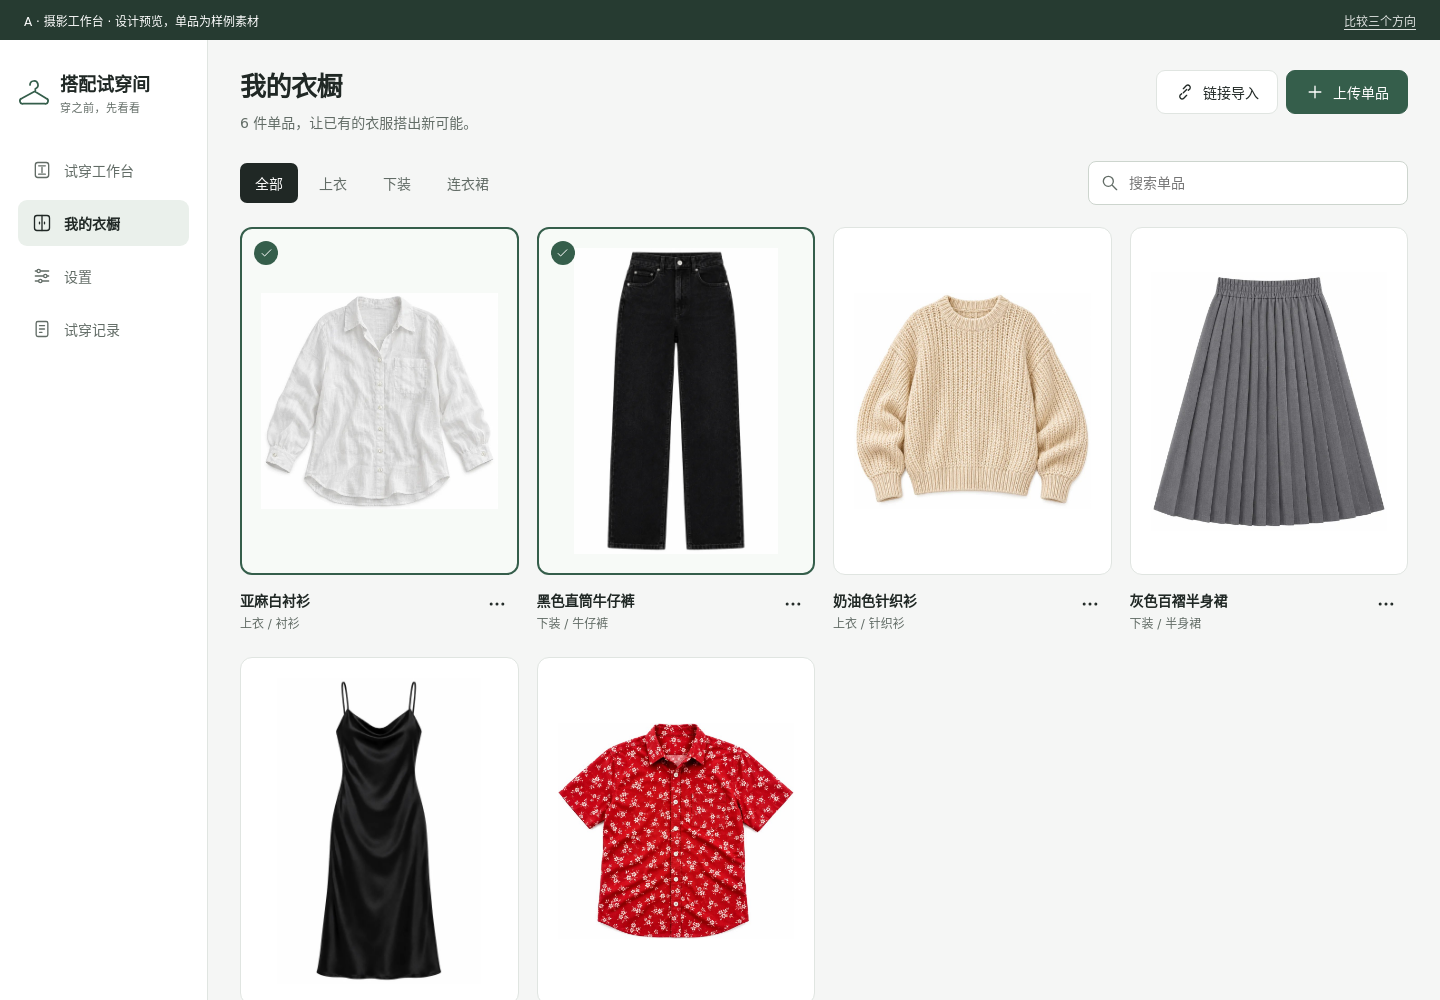 A · 摄影工作台 · 设计预览，单品为样例素材
比较三个方向
搭配试穿间
穿之前，先看看
试穿工作台
我的衣橱
设置
试穿记录
我的衣橱
6 件单品，让已有的衣服搭出新可能。
链接导入
上传单品
全部
上衣
下装
连衣裙
搜索单品
亚麻白衬衫
上衣 / 衬衫
黑色直筒牛仔裤
下装 / 牛仔裤
奶油色针织衫
上衣 / 针织衫
灰色百褶半身裙
下装 / 半身裙